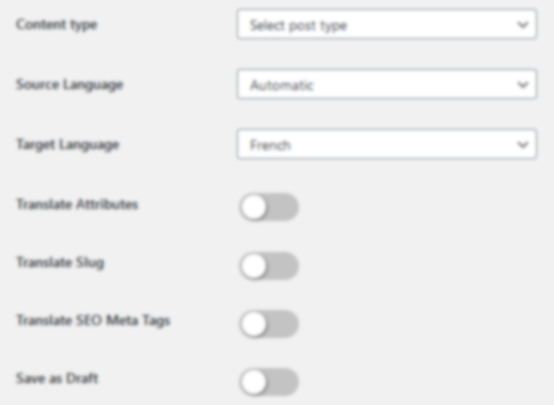 Content type
Select post type
Source Language
Automatic
Target Language
French
Translate Attributes
Translate Slug
Translate SEO Meta Tags
Save as Draft